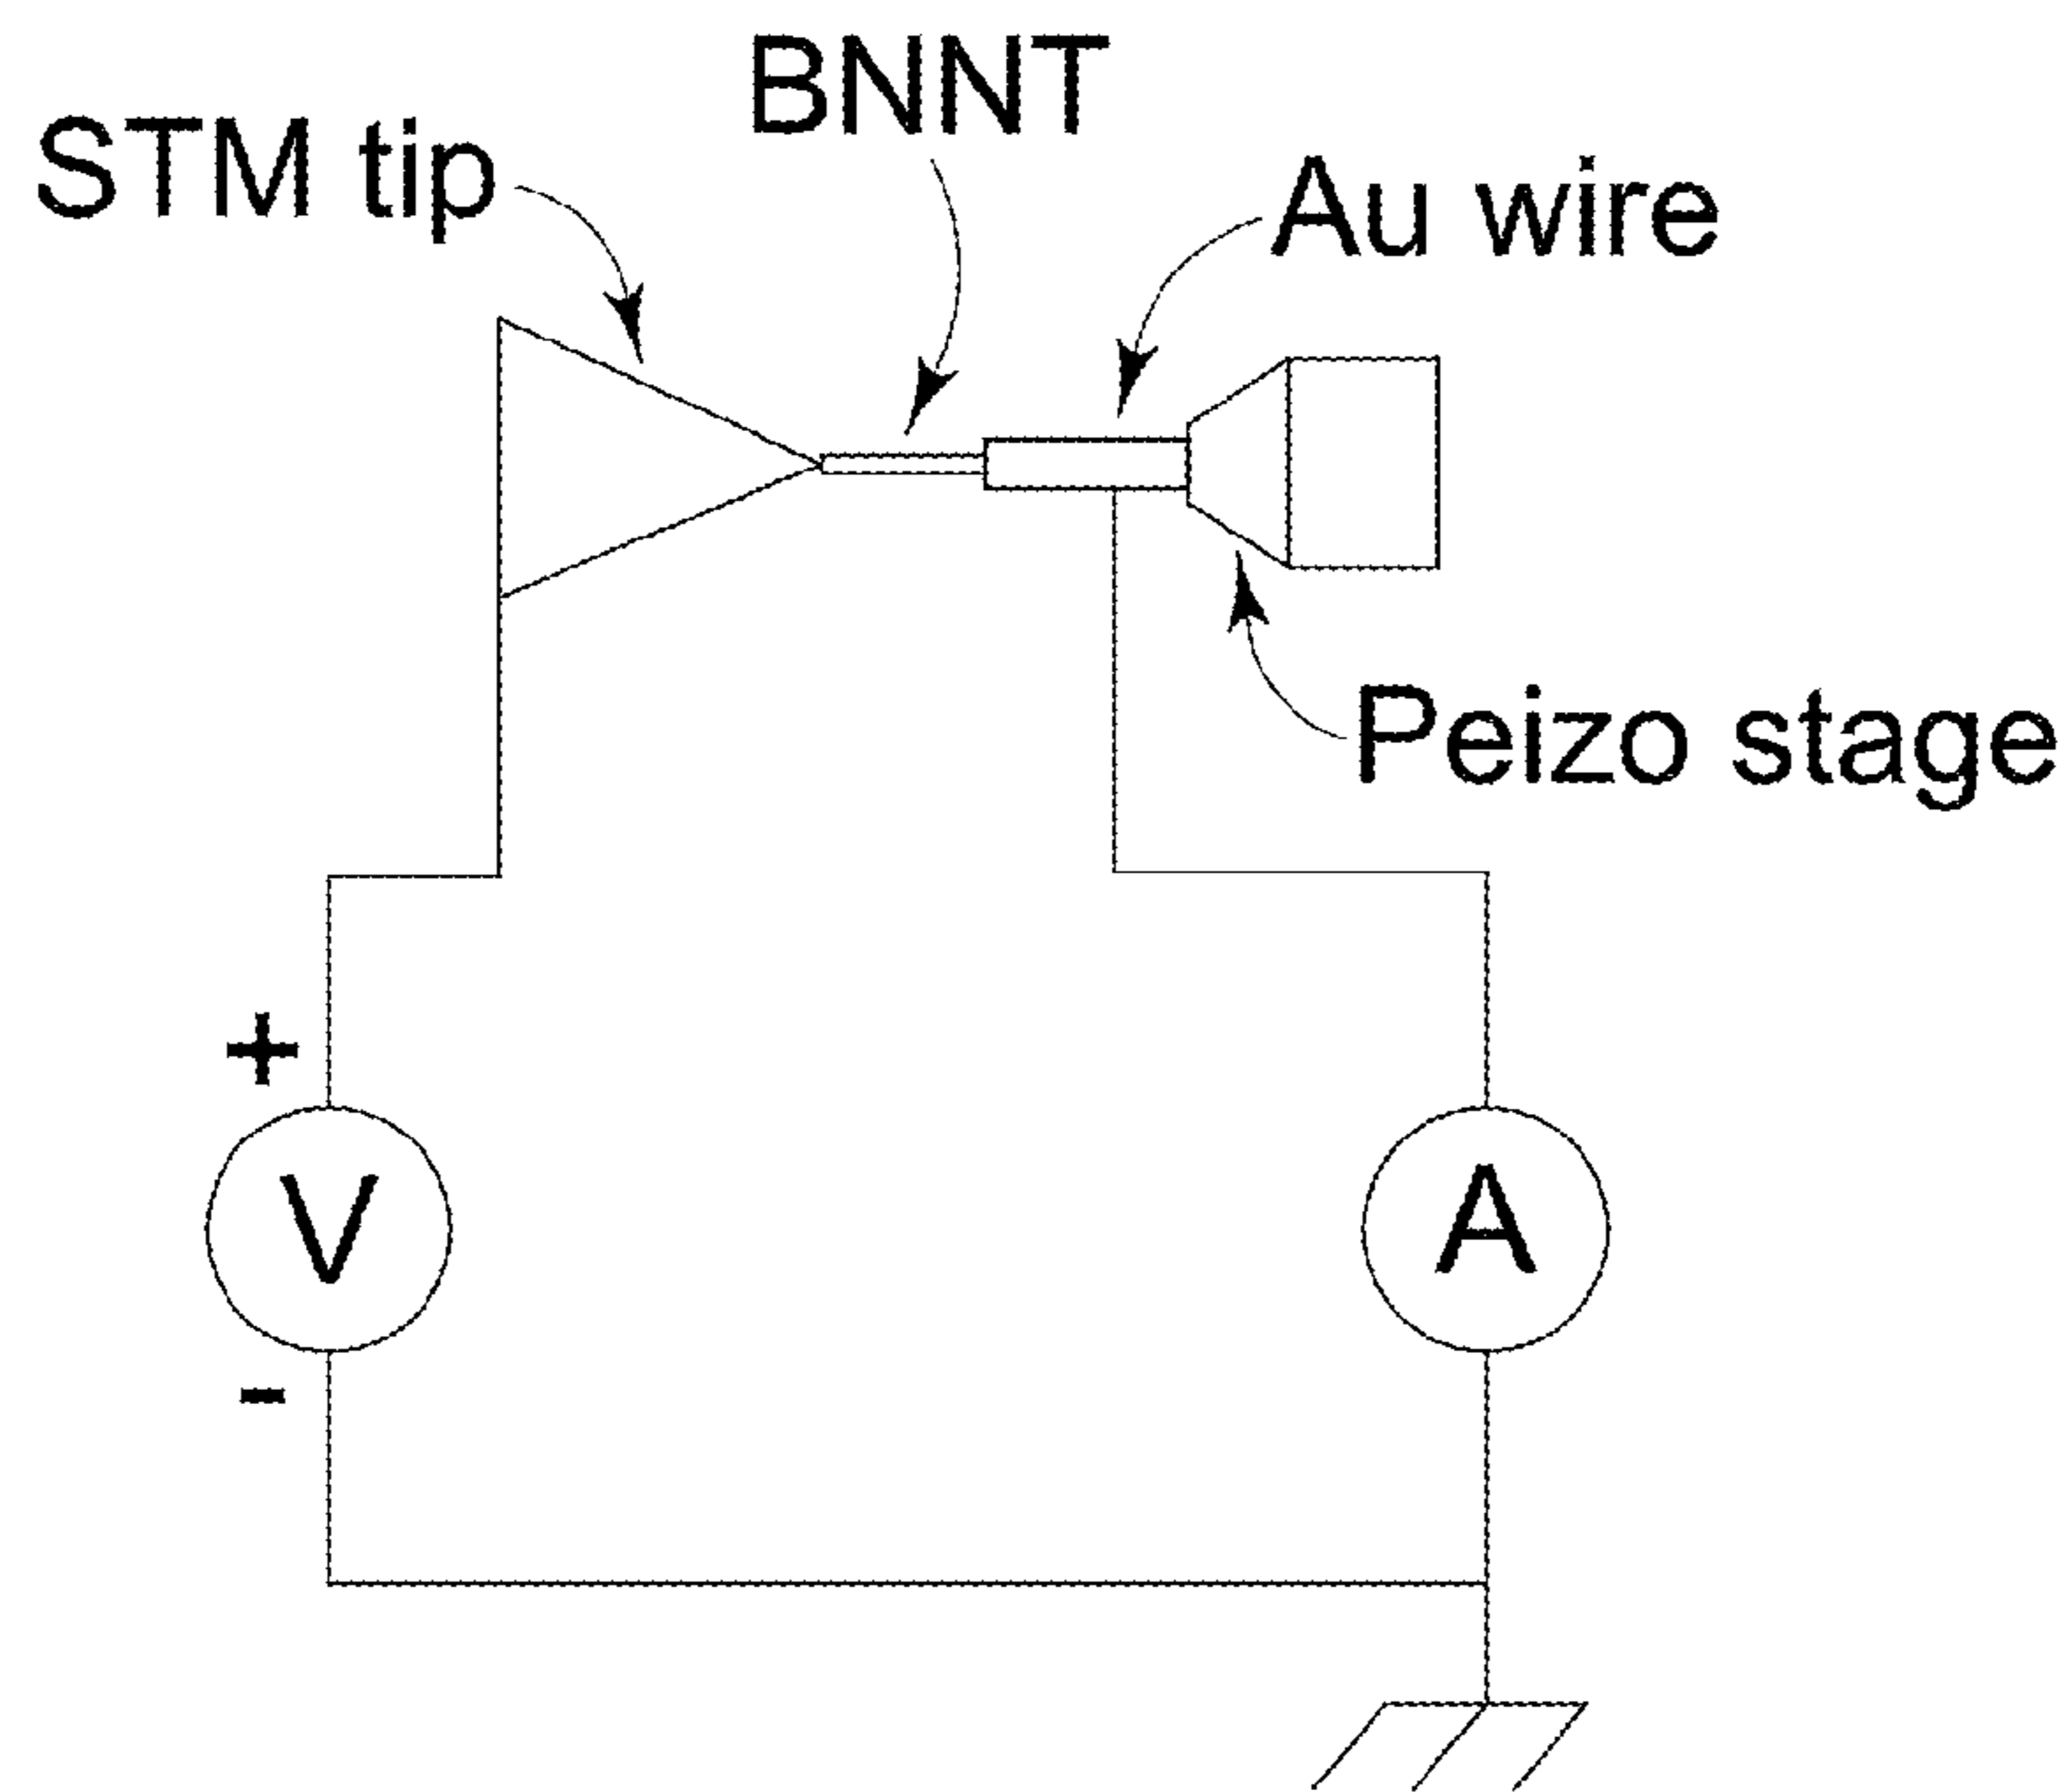 BNNT
STM tip
Au wire
Peizo stage
+
V
A
-